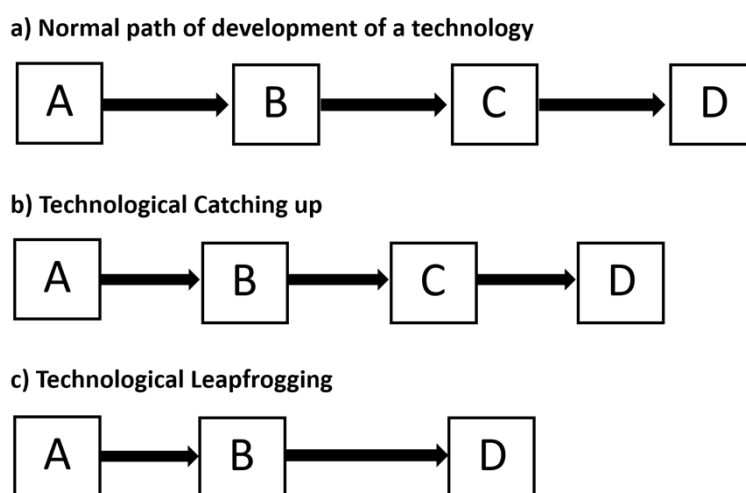 a) Normal path of development of a technology
A B C D
b) Technological Catching up
A B C D
c) Technological Leapfrogging
A B D